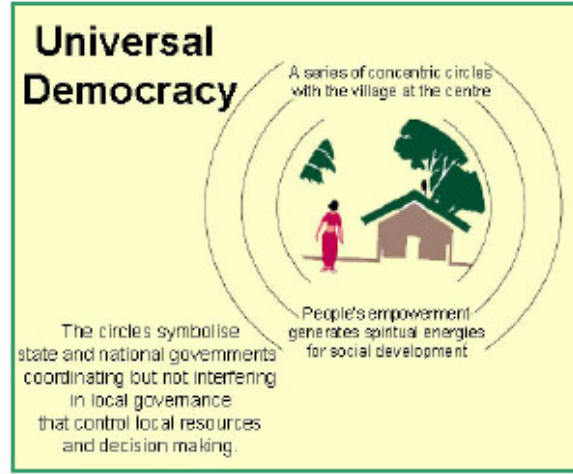 Universal
Democracy
A series of concentric circles
with the village at the centre
People's empowerment
generates spiritual energies
for social development
The circles symbolise
state and national governments
coordinating but not interfering
in local governance
that control local resources
and decision making.